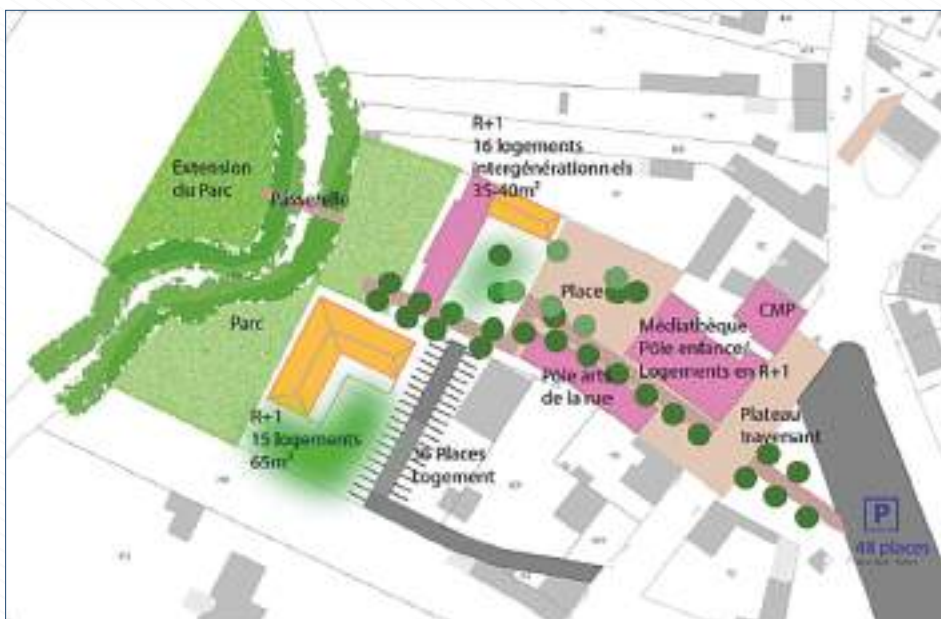 R+1
16 logements
intergénérationnels
35-40m²
Extension
du Parc
Passerelle
Place
CMP
Médiathèque
Pôle enfance/
Logements en R+1
Parc
Pôle arts
de la rue
Plateau
traversant
R+1
15 logements
65m²
Places
Logement
P
48 places